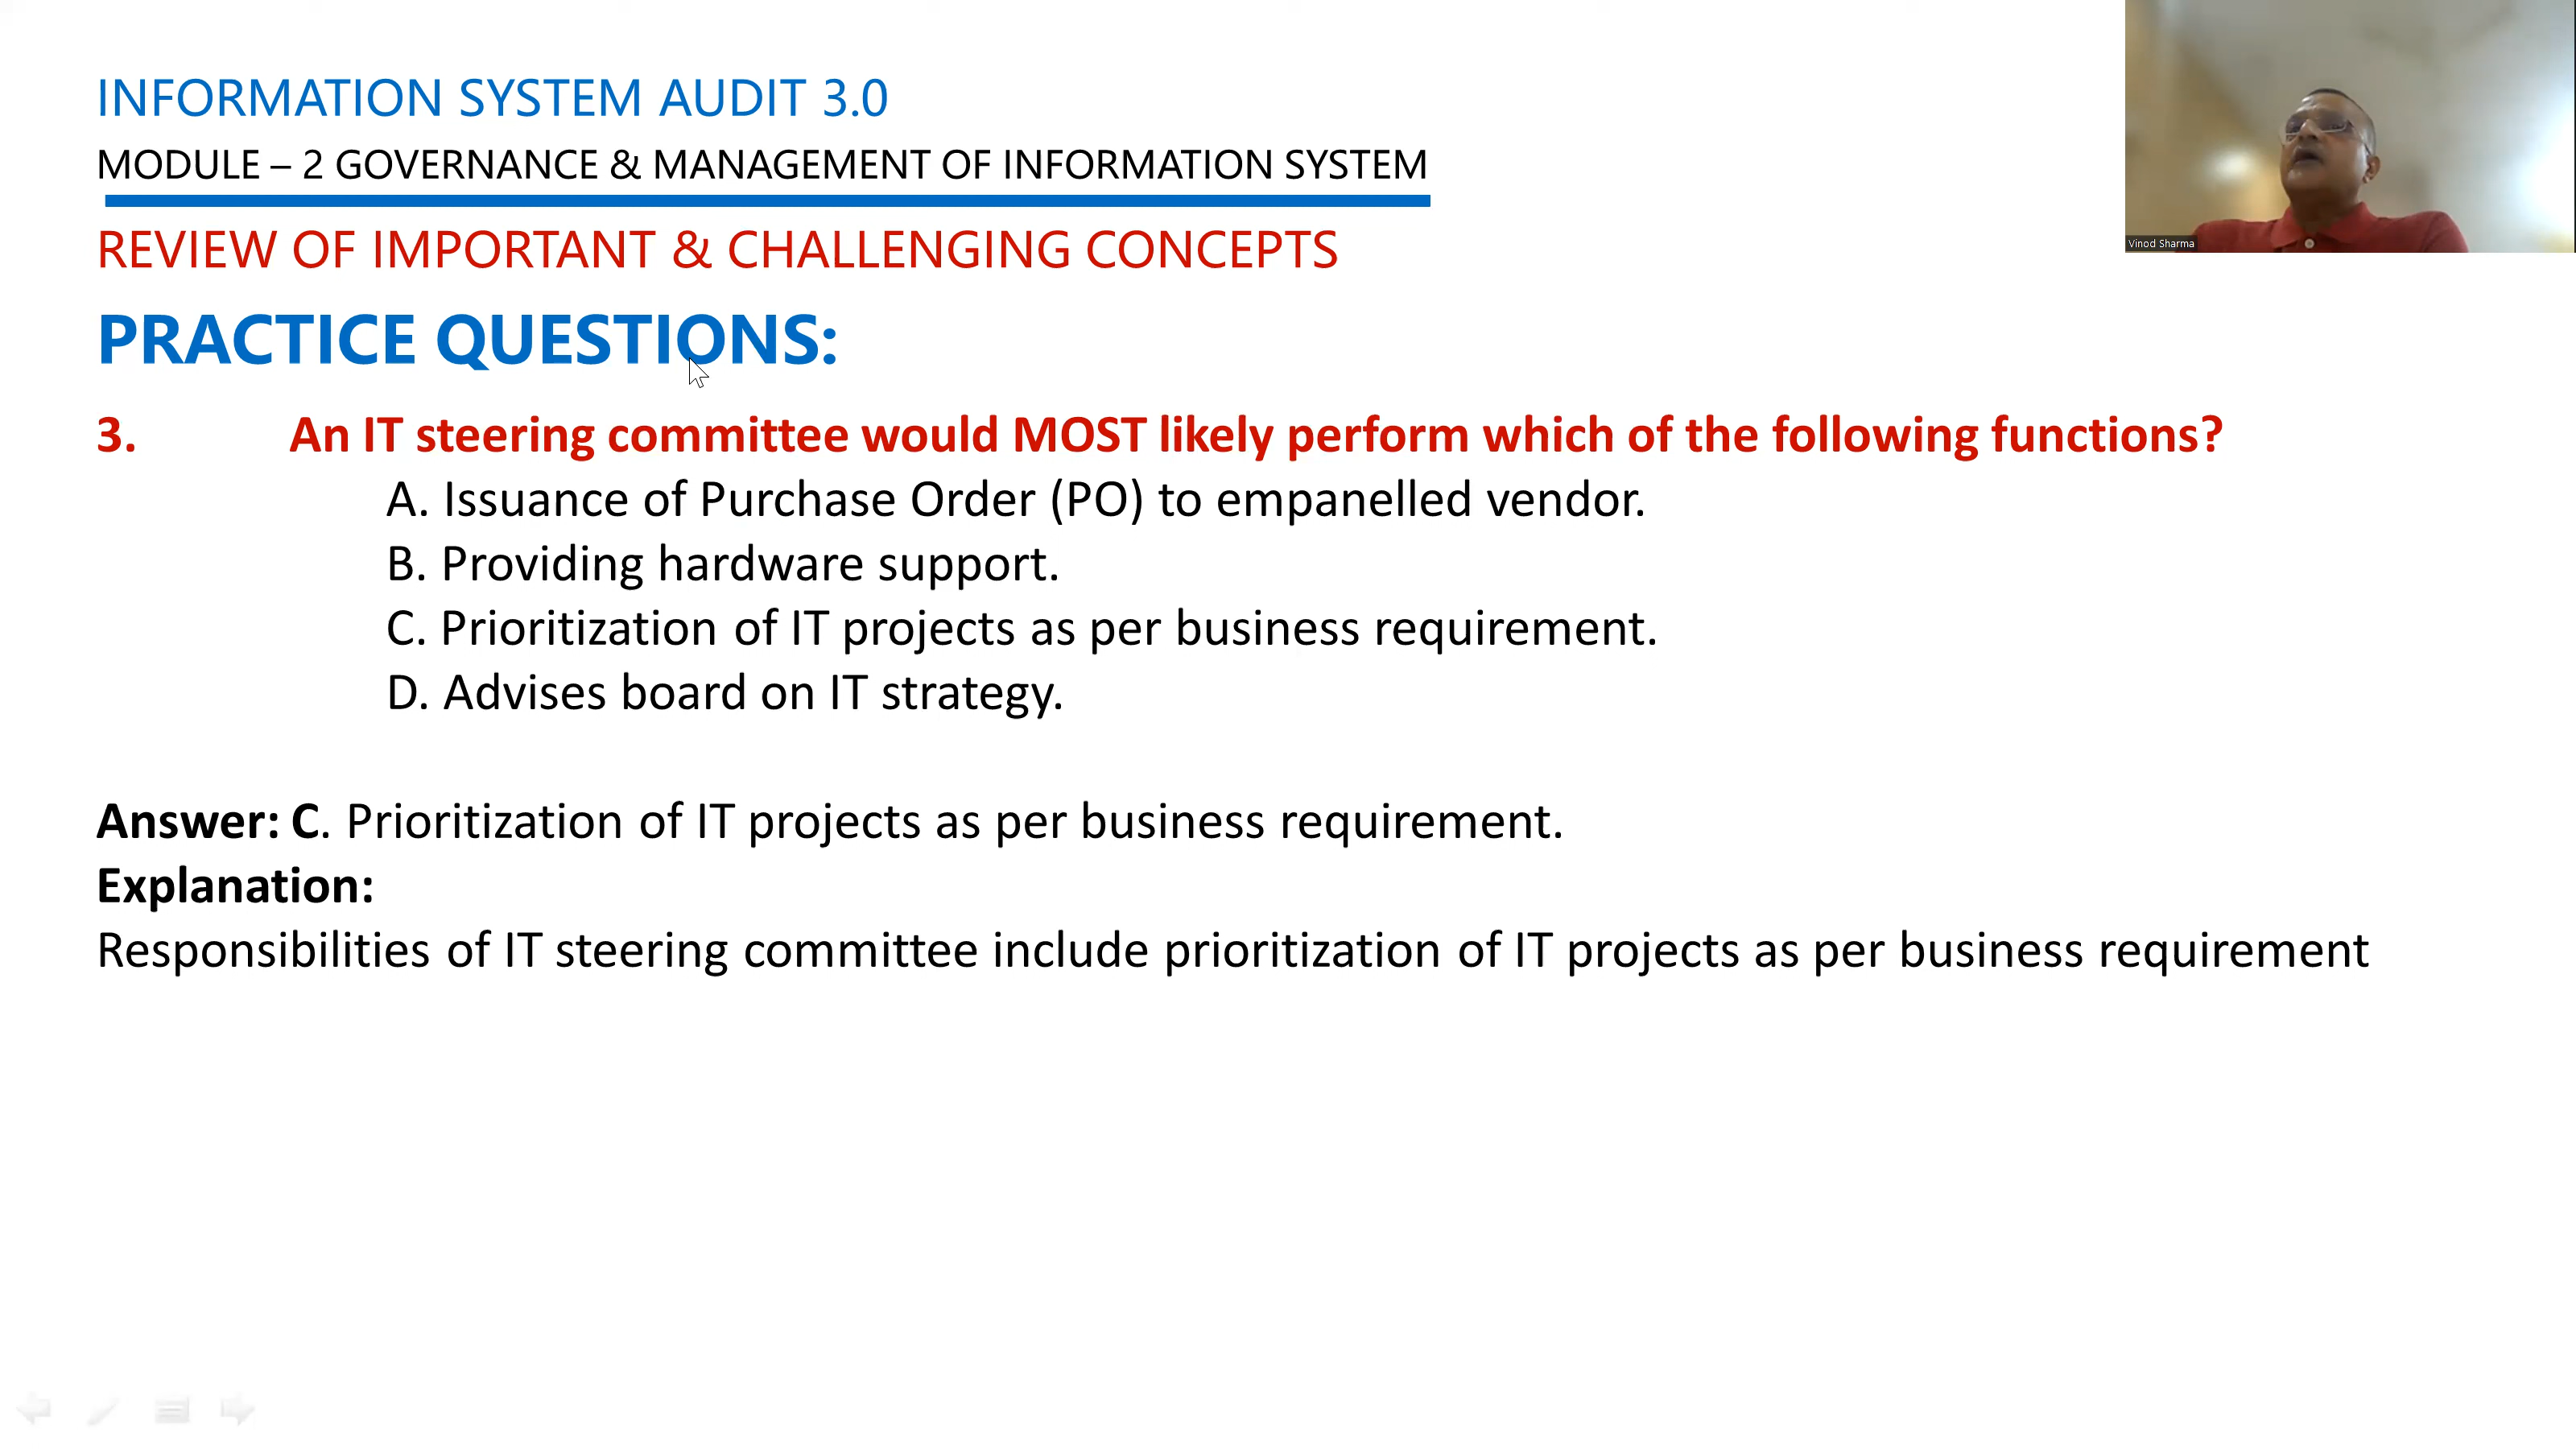 INFORMATION SYSTEM AUDIT 3.0
MODULE – 2 GOVERNANCE & MANAGEMENT OF INFORMATION SYSTEM
REVIEW OF IMPORTANT & CHALLENGING CONCEPTS
Vinod Sharma
PRACTICE QUESTIONS:
3. An IT steering committee would MOST likely perform which of the following functions?
A. Issuance of Purchase Order (PO) to empanelled vendor.
B. Providing hardware support.
C. Prioritization of IT projects as per business requirement.
D. Advises board on IT strategy.
Answer: C. Prioritization of IT projects as per business requirement.
Explanation:
Responsibilities of IT steering committee include prioritization of IT projects as per business requirement